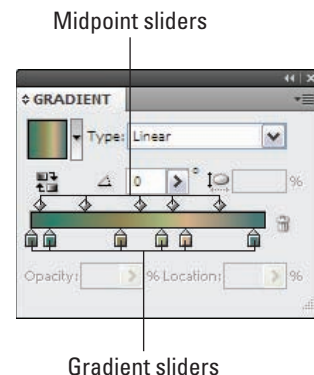 Midpoint sliders
GRADIENT
Type: Linear
0 ° %
Opacity: % Location: %
Gradient sliders